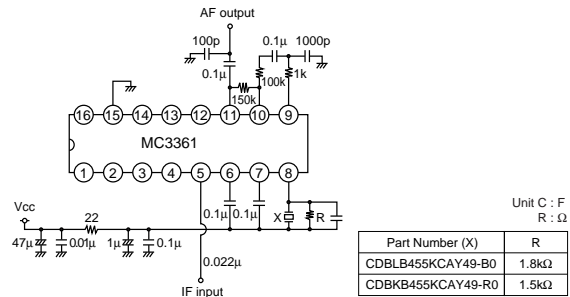 AF output
100p
0.1μ
1000p
0.1μ
100k
1k
150k
16 15 14 13 12 11 10 9
MC3361
1 2 3 4 5 6 7 8
Vcc
22
47μ
0.01μ
1μ
0.1μ
0.1μ
0.1μ
X
R
0.022μ
IF input
Unit C : F
R : Ω
Part Number (X) R
CDBLB455KCAY49-B0 1.8kΩ
CDBKB455KCAY49-R0 1.5kΩ